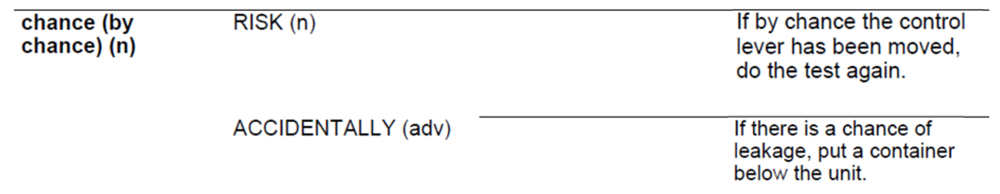 chance (by RISK (n) If by chance the control
chance) (n) lever has been moved,
do the test again.
ACCIDENTALLY (adv) If there is a chance of
leakage, put a container
below the unit.